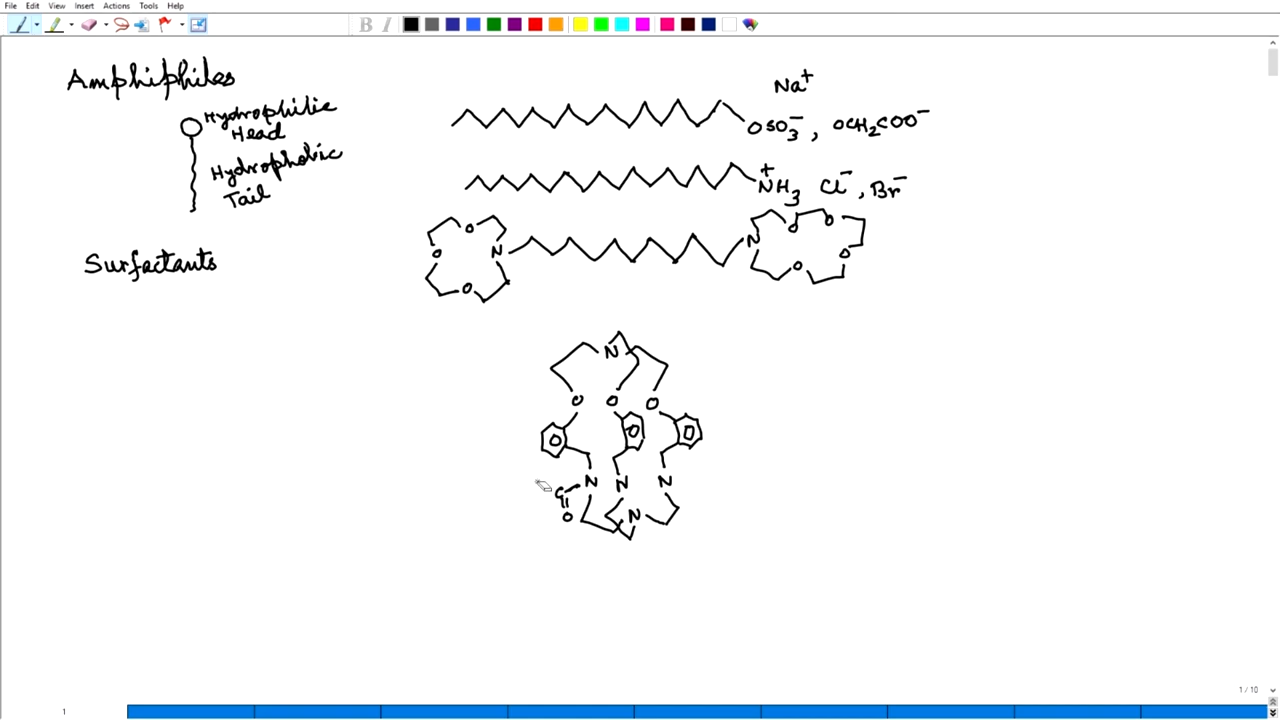 File Edit View Insert Actions Tools Help
B I
Amphiphiles
Hydrophilic
Head
Hydrophobic
Tail
Surfactants
Na+
OSO3−, OCH2COO−
+NH3 Cl−, Br−
O O O N
N O O O O
N
O O O
N N N
C
O
N
1 / 10
1